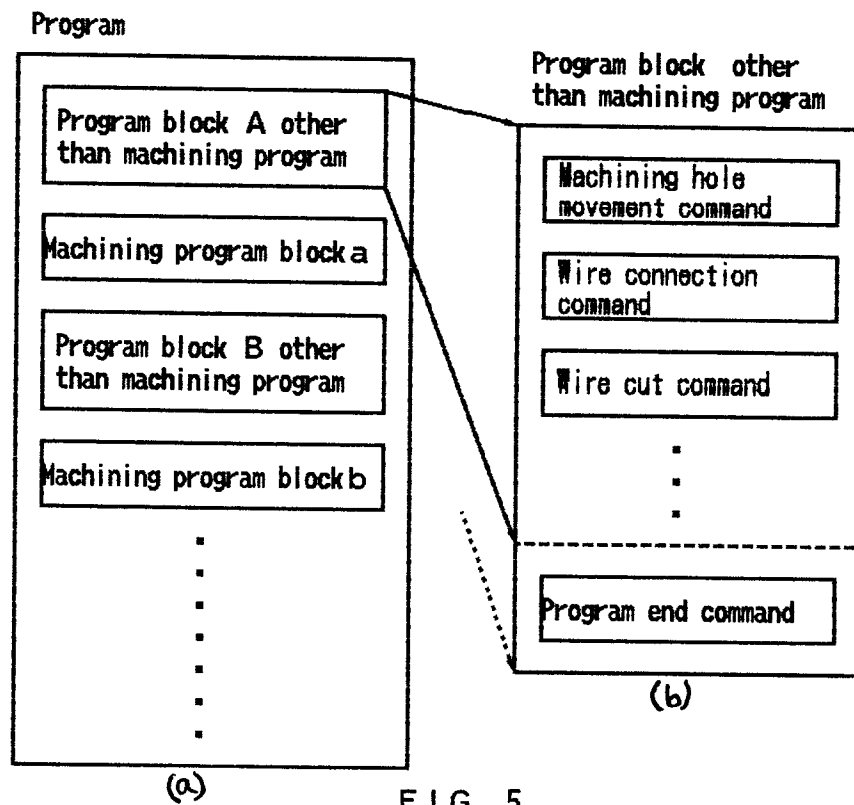 Program
Program block A other
than machining program
Machining program block a
Program block B other
than machining program
Machining program block b
(a)
Program block other
than machining program
Machining hole
movement command
Wire connection
command
Wire cut command
Program end command
(b)
FIG. 5